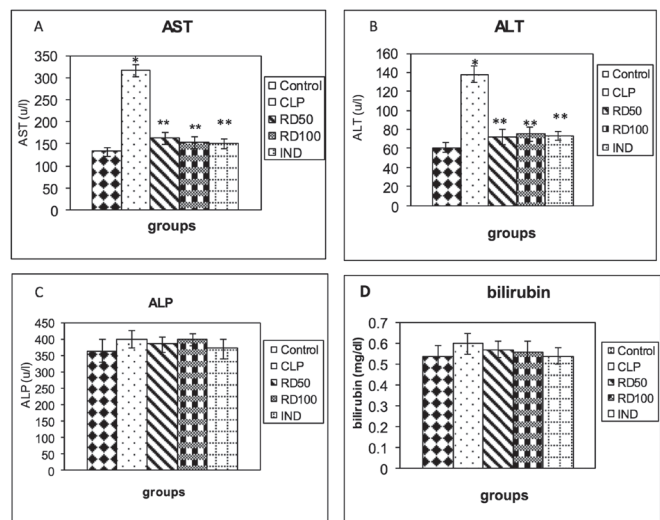 A
AST
350
300
250
200
150
100
50
0
AST (u/l)
*
**
**
**
groups
Control
CLP
RD50
RD100
IND
B
ALT
160
140
120
100
80
60
40
20
0
ALT (u/l)
*
**
**
**
groups
Control
CLP
RD50
RD100
IND
C
ALP
450
400
350
300
250
200
150
100
50
0
ALP (u/l)
groups
Control
CLP
RD50
RD100
IND
D
bilirubin
0.7
0.6
0.5
0.4
0.3
0.2
0.1
0
bilirubin (mg/dl)
groups
Control
CLP
RD50
RD100
IND